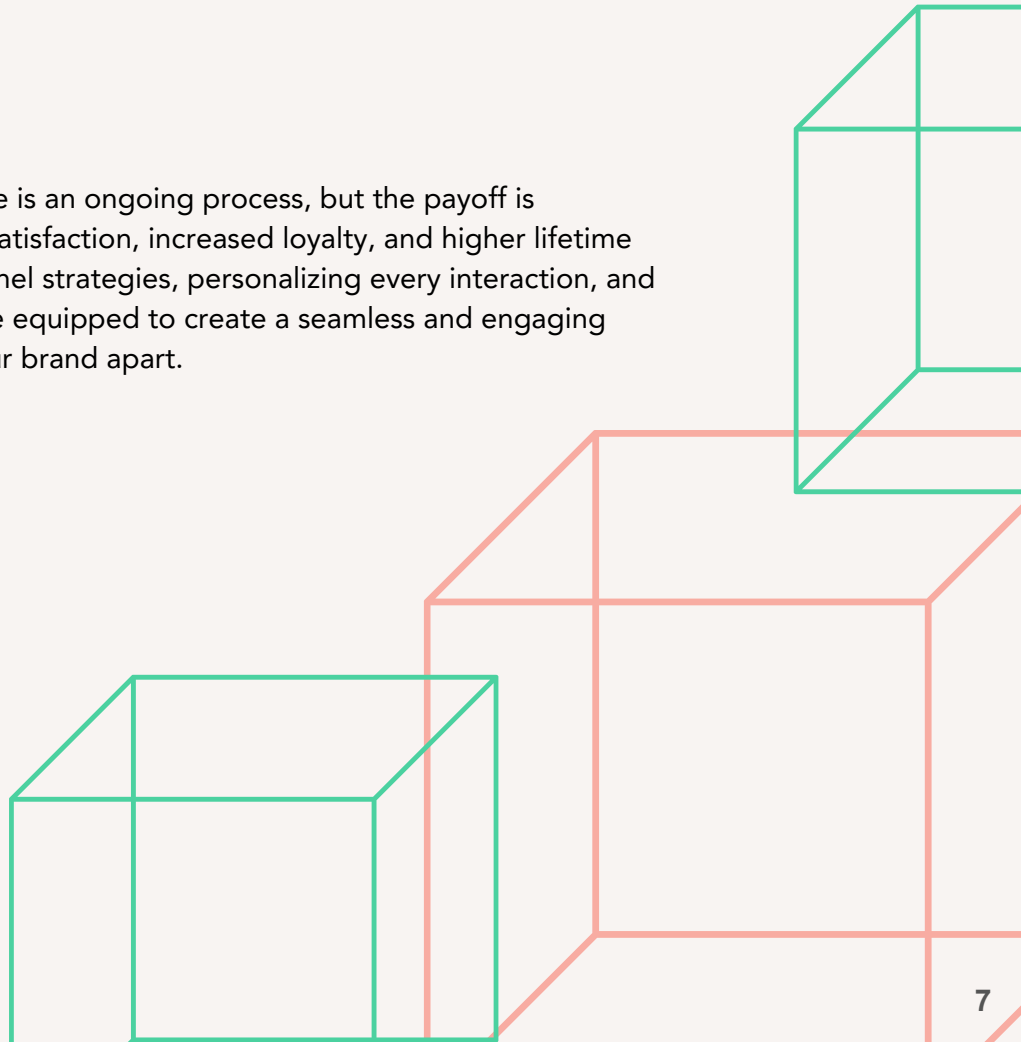 e is an ongoing process, but the payoff is
atisfaction, increased loyalty, and higher lifetime
nel strategies, personalizing every interaction, and
e equipped to create a seamless and engaging
ur brand apart.
7